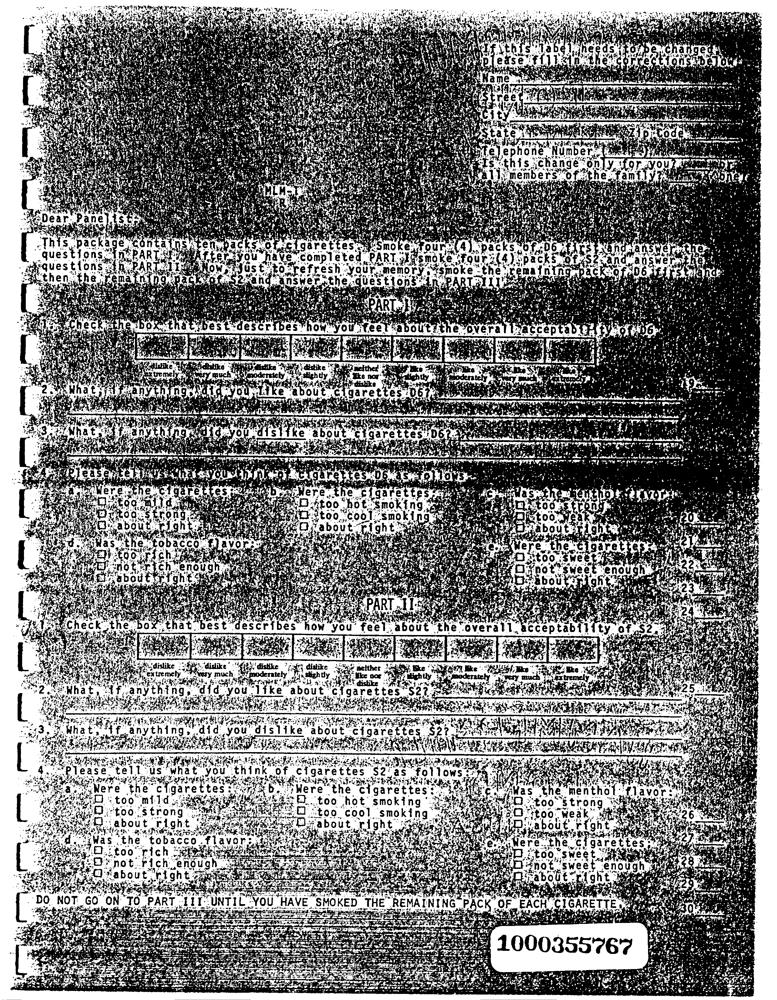 If this label needs to be changed,
please fill in the corrections below
Name
Street
City
State Zip Code
Telephone Number ( )
Is this change only for you? or
all members of the family?
MLM-1
R
Dear Panelist:
This package contains ten packs of cigarettes. Smoke four (4) packs of D6 first and answer the
questions in PART I. After you have completed PART I smoke four (4) packs of S2 and answer the
questions in PART II. Now, just to refresh your memory, smoke the remaining pack of D6 first and
then the remaining pack of S2 and answer the questions in PART III.
PART I
1. Check the box that best describes how you feel about the overall acceptability of D6.
dislike extremely dislike very much dislike moderately dislike slightly neither like nor dislike like slightly like moderately like very much like extremely
19
2. What, if anything, did you like about cigarettes D6?
3. What, if anything, did you dislike about cigarettes D6?
4. Please tell us what you think of cigarettes D6 as follows:
a. Were the cigarettes: b. Were the cigarettes: c. Was the menthol flavor:
☐ too mild ☐ too hot smoking ☐ too strong
☐ too strong ☐ too cool smoking ☐ too weak 20
☐ about right ☐ about right ☐ about right
d. Was the tobacco flavor: e. Were the cigarettes: 21
☐ too rich ☐ too sweet
☐ not rich enough ☐ not sweet enough 22
☐ about right ☐ about right 23
PART II 24
1. Check the box that best describes how you feel about the overall acceptability of S2.
dislike extremely dislike very much dislike moderately dislike slightly neither like nor dislike like slightly like moderately like very much like extremely
2. What, if anything, did you like about cigarettes S2? 25
3. What, if anything, did you dislike about cigarettes S2?
4. Please tell us what you think of cigarettes S2 as follows:
a. Were the cigarettes: b. Were the cigarettes: c. Was the menthol flavor:
☐ too mild ☐ too hot smoking ☐ too strong
☐ too strong ☐ too cool smoking ☐ too weak 26
☐ about right ☐ about right ☐ about right
d. Was the tobacco flavor: e. Were the cigarettes: 27
☐ too rich ☐ too sweet
☐ not rich enough ☐ not sweet enough 28
☐ about right ☐ about right 29
DO NOT GO ON TO PART III UNTIL YOU HAVE SMOKED THE REMAINING PACK OF EACH CIGARETTE. 30
1000355767